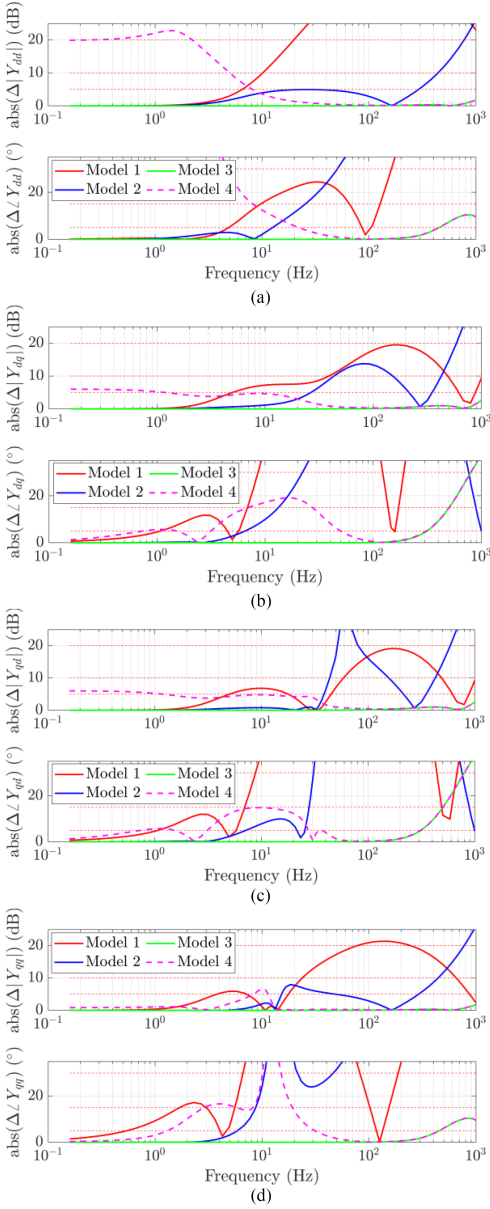 abs(Δ|Y_dd|) (dB)
20
10
0
10^−1
10^0
10^1
10^2
10^3
abs(Δ∠Y_dd) (°)
Model 1
Model 3
Model 2
Model 4
20
0
10^−1
10^0
10^1
10^2
10^3
Frequency (Hz)
(a)
abs(Δ|Y_dq|) (dB)
20
10
0
10^−1
10^0
10^1
10^2
10^3
abs(Δ∠Y_dq) (°)
Model 1
Model 3
Model 2
Model 4
20
0
10^−1
10^0
10^1
10^2
10^3
Frequency (Hz)
(b)
abs(Δ|Y_qd|) (dB)
20
10
0
10^−1
10^0
10^1
10^2
10^3
abs(Δ∠Y_qd) (°)
Model 1
Model 3
Model 2
Model 4
20
0
10^−1
10^0
10^1
10^2
10^3
Frequency (Hz)
(c)
abs(Δ|Y_qq|) (dB)
Model 1
Model 3
Model 2
Model 4
20
10
0
10^−1
10^0
10^1
10^2
10^3
abs(Δ∠Y_qq) (°)
20
0
10^−1
10^0
10^1
10^2
10^3
Frequency (Hz)
(d)